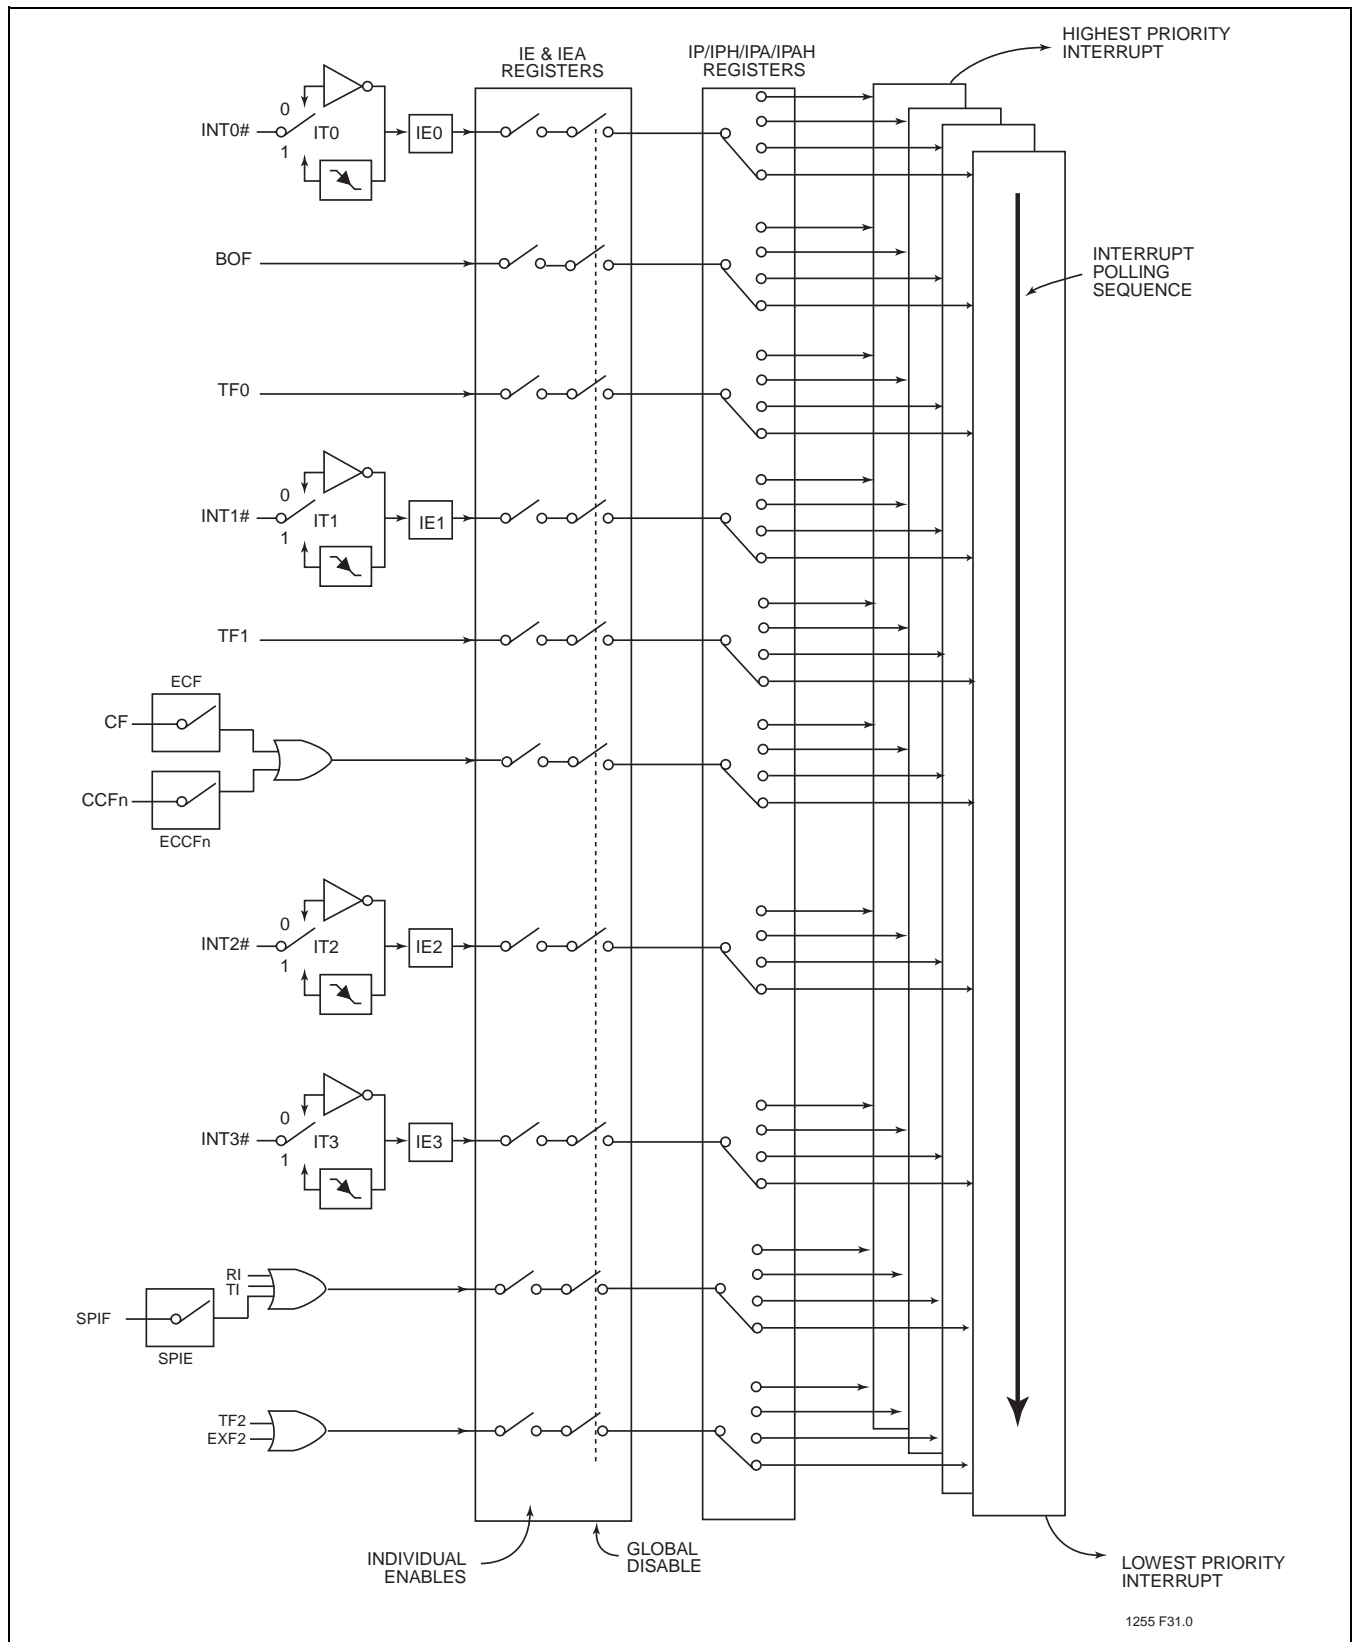 HIGHEST PRIORITY
INTERRUPT
IE & IEA
REGISTERS
IP/IPH/IPA/IPAH
REGISTERS
0
INT0#
IT0
IE0
1
BOF
INTERRUPT
POLLING
SEQUENCE
TF0
0
INT1#
IT1
IE1
1
TF1
ECF
CF
CCFn
ECCFn
0
INT2#
IT2
IE2
1
0
INT3#
IT3
IE3
1
RI
TI
SPIF
SPIE
TF2
EXF2
INDIVIDUAL
ENABLES
GLOBAL
DISABLE
LOWEST PRIORITY
INTERRUPT
1255 F31.0